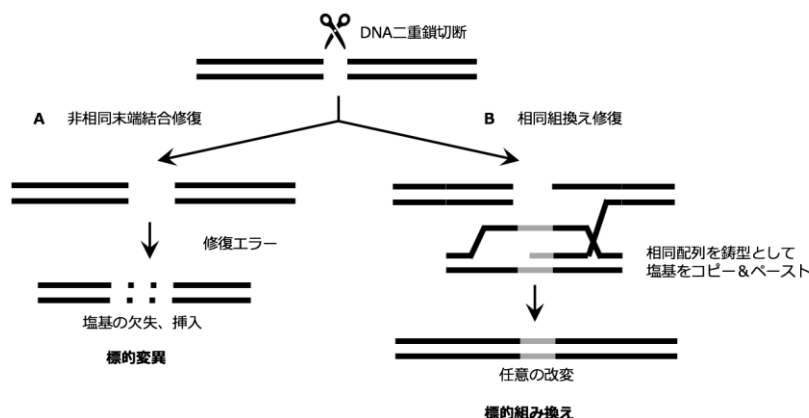 DNA二重鎖切断
A 非相同末端結合修復
B 相同組換え修復
修復エラー
相同配列を鋳型として
塩基をコピー＆ペースト
塩基の欠失、挿入
標的変異
任意の改変
標的組み換え